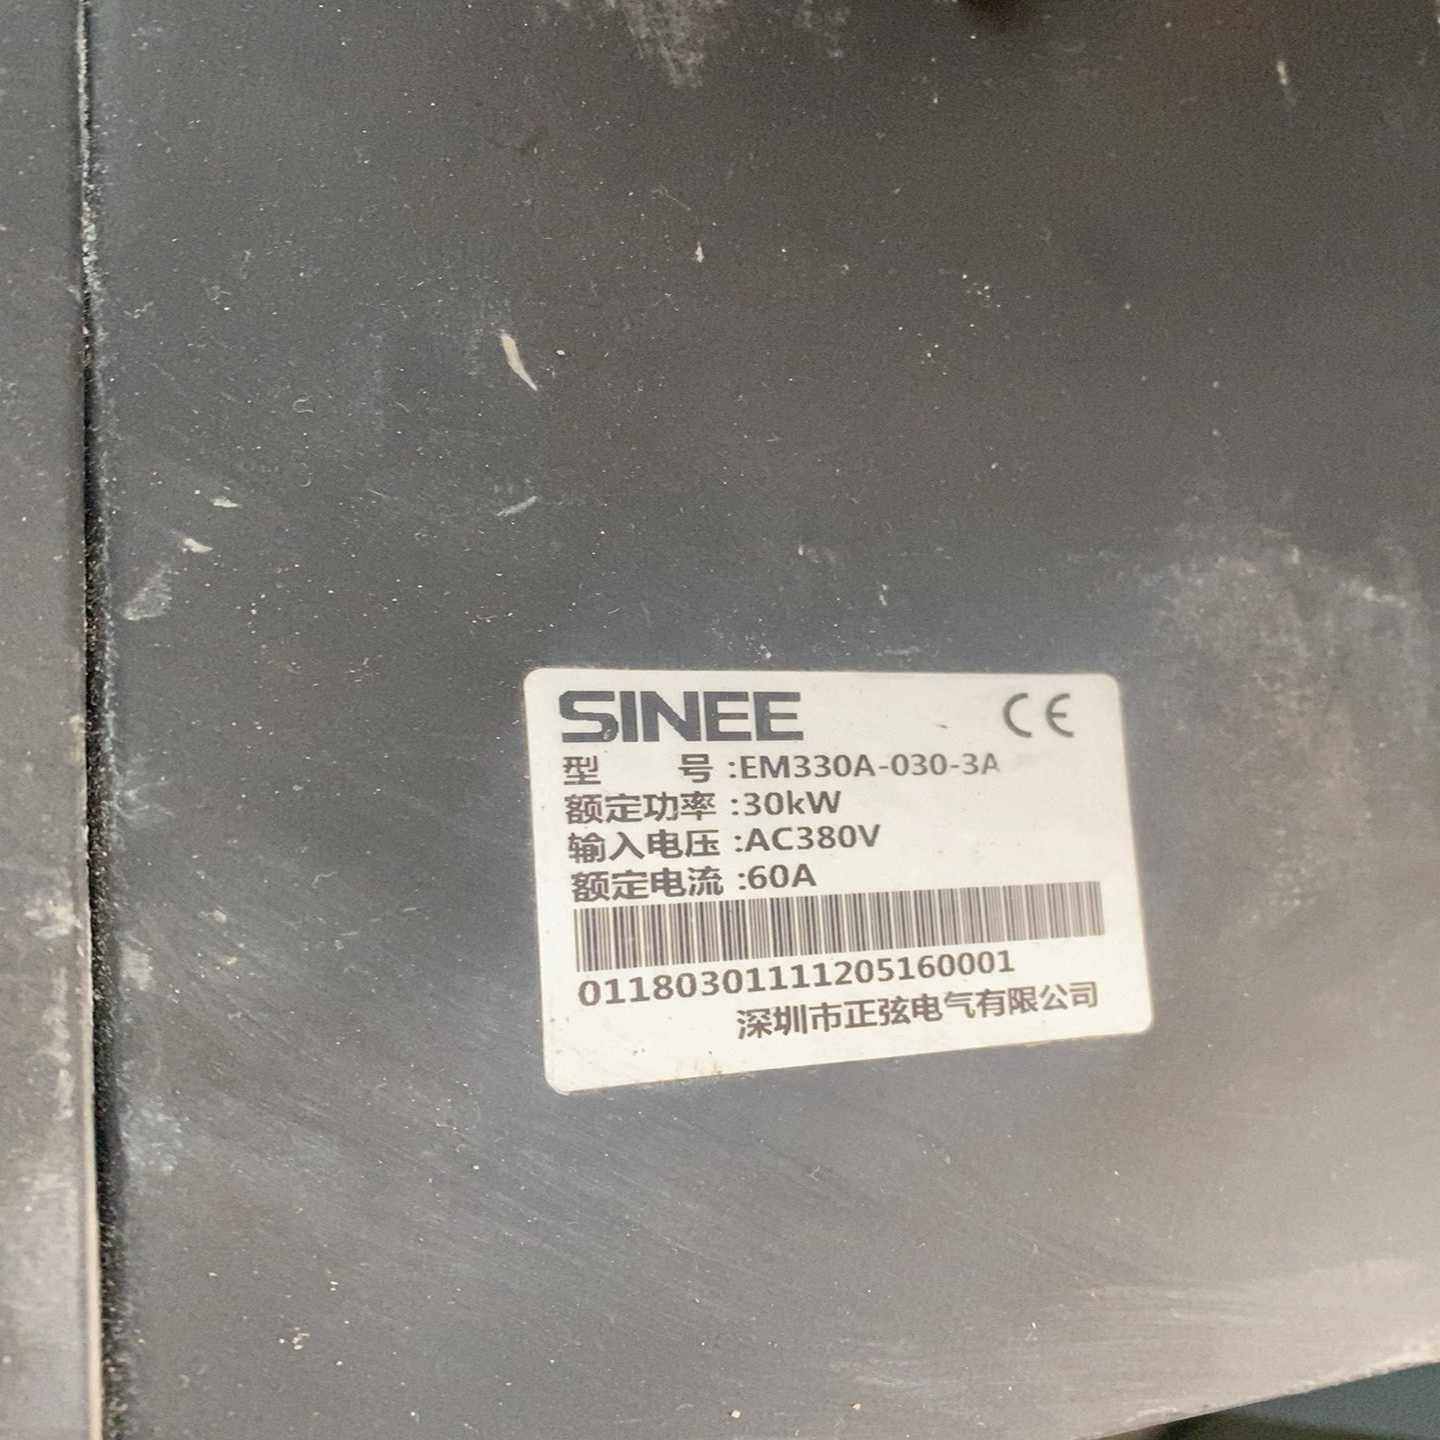 SINEE CE
型 号:EM330A-030-3A
额定功率:30kW
输入电压:AC380V
额定电流:60A
01180301111205160001
深圳市正弦电气有限公司